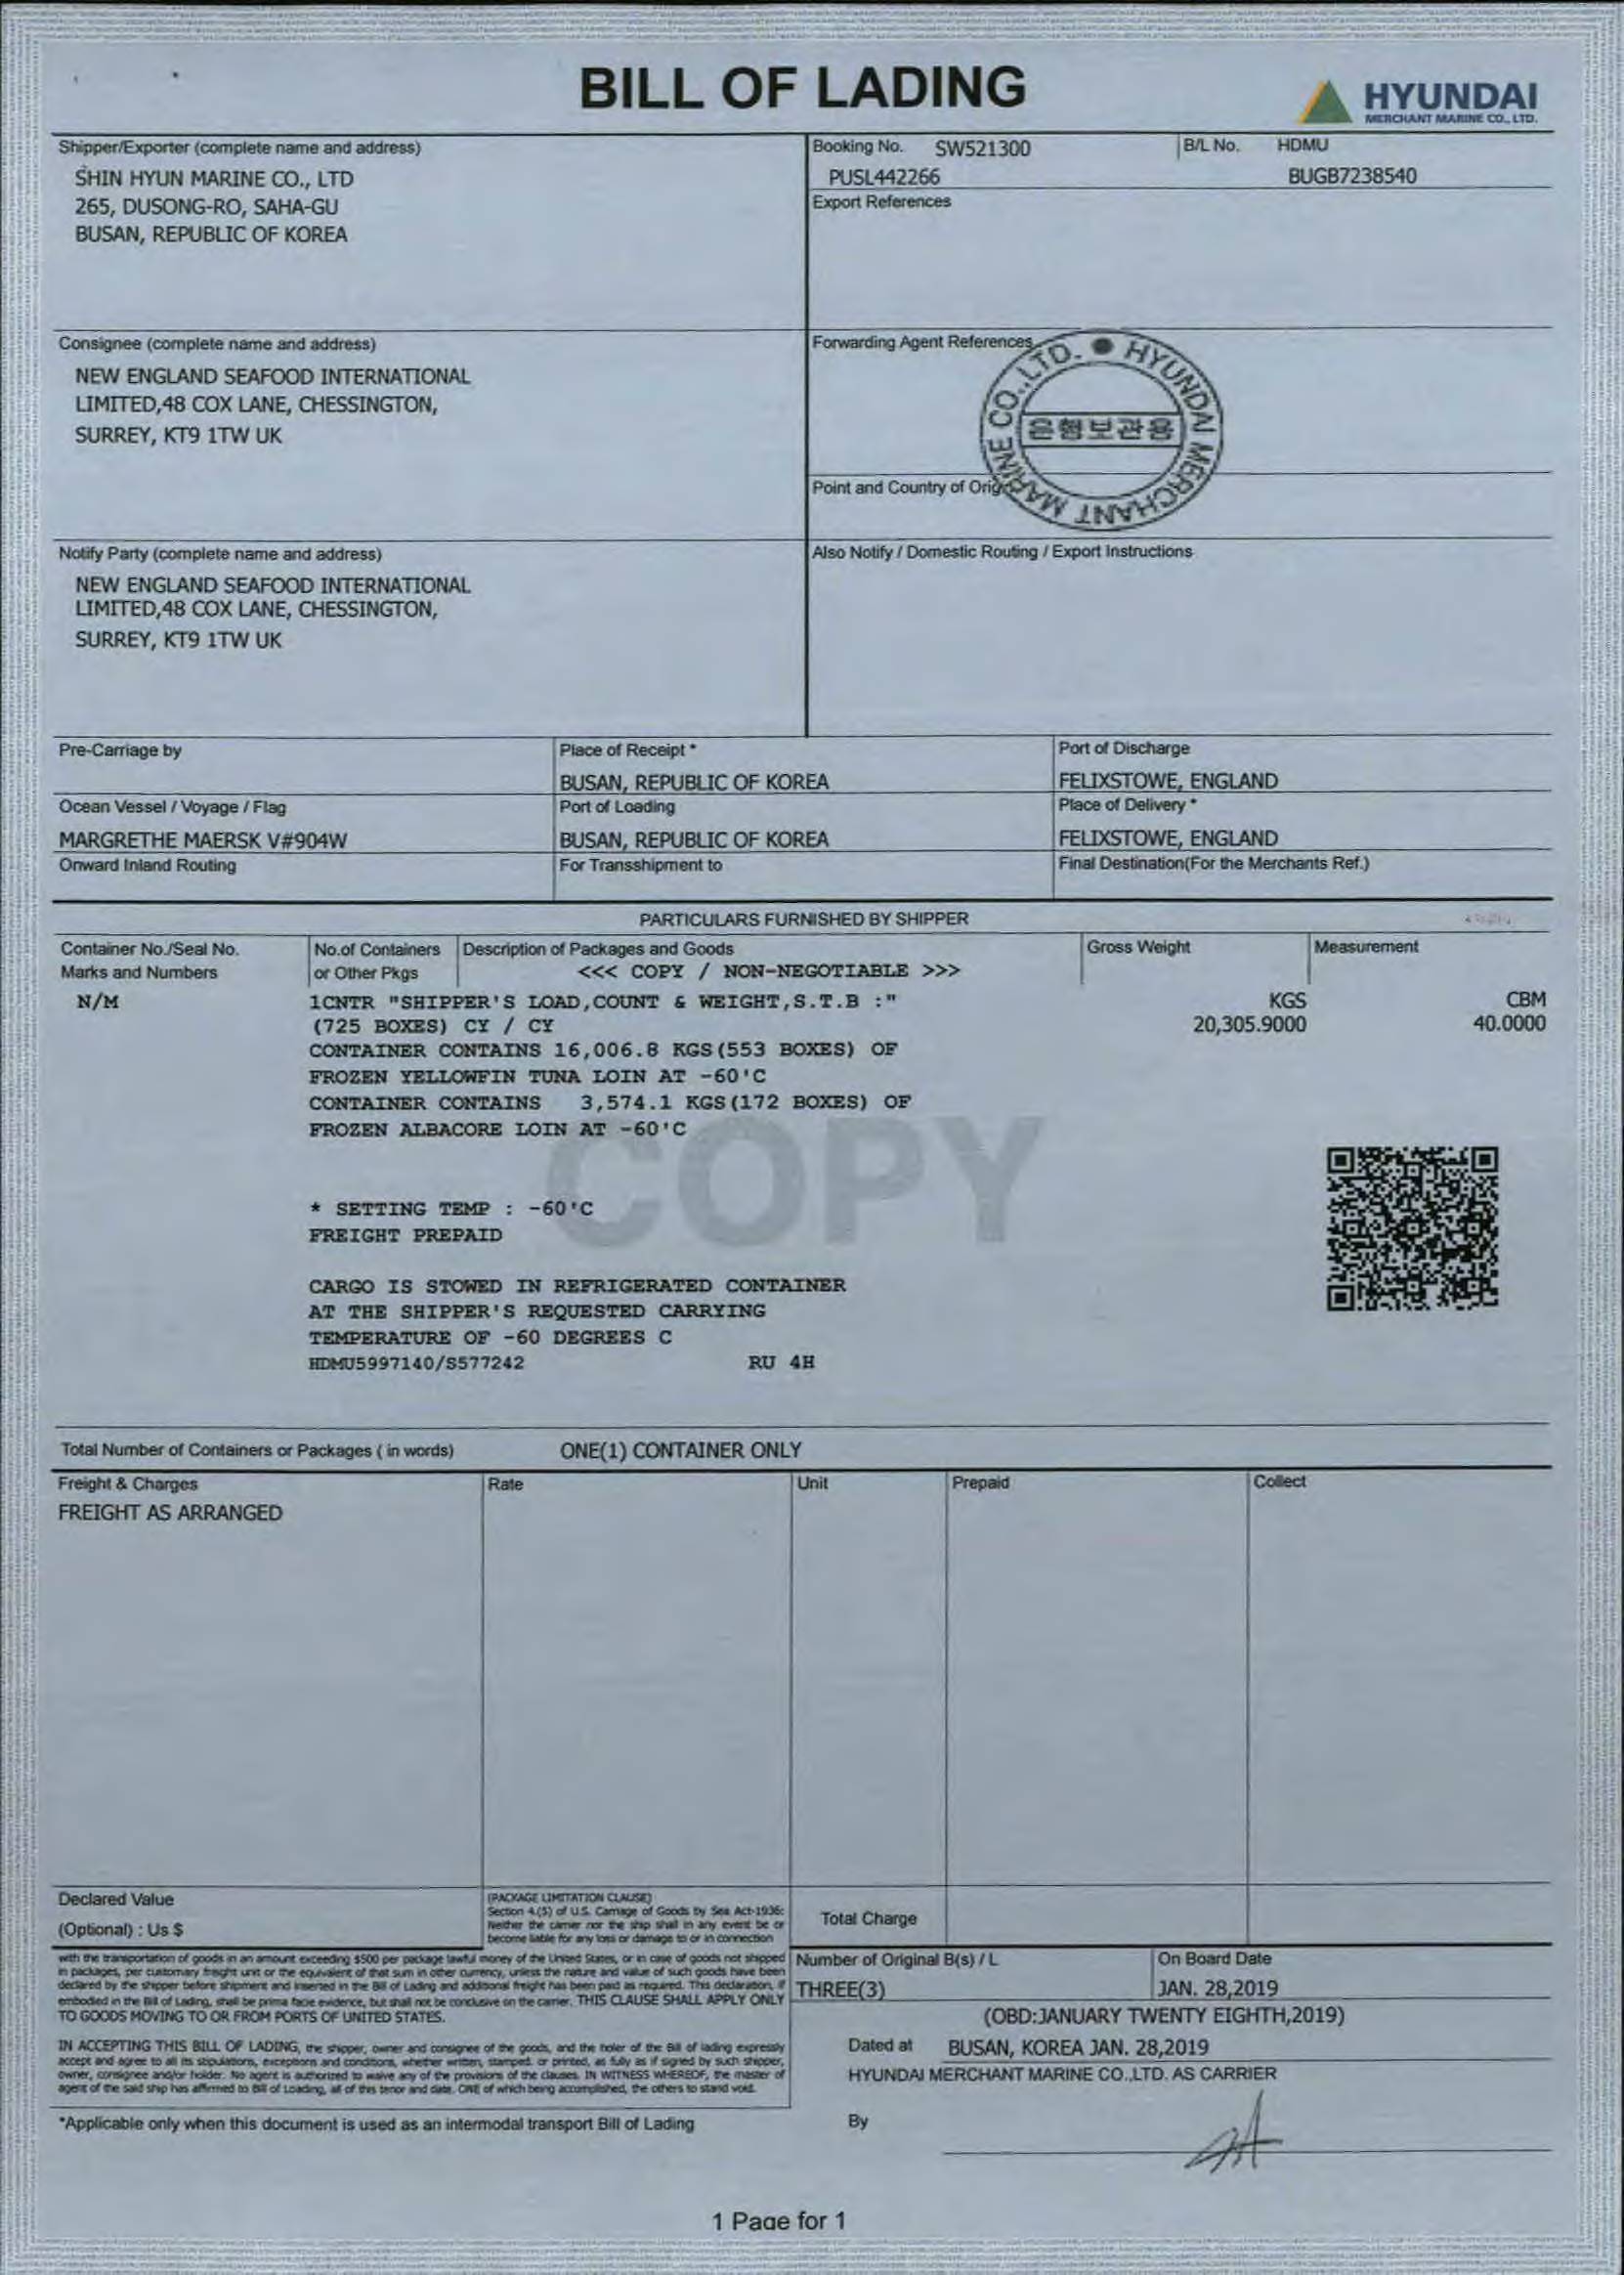 BILL OF LADING
HYUNDAI
MERCHANT MARINE CO., LTD.
Shipper/Exporter (complete name and address)
SHIN HYUN MARINE CO., LTD
265, DUSONG-RO, SAHA-GU
BUSAN, REPUBLIC OF KOREA
Booking No. SW521300
PUSL442266
B/L No. HDMU
BUGB7238540
Export References
Consignee (complete name and address)
NEW ENGLAND SEAFOOD INTERNATIONAL
LIMITED,48 COX LANE, CHESSINGTON,
SURREY, KT9 1TW UK
Forwarding Agent References
HYUNDAI MERCHANT MARINE CO.,LTD.
은행보관용
Point and Country of Origin
Notify Party (complete name and address)
NEW ENGLAND SEAFOOD INTERNATIONAL
LIMITED,48 COX LANE, CHESSINGTON,
SURREY, KT9 1TW UK
Also Notify / Domestic Routing / Export Instructions
Pre-Carriage by
Place of Receipt *
BUSAN, REPUBLIC OF KOREA
Port of Discharge
FELIXSTOWE, ENGLAND
Ocean Vessel / Voyage / Flag
MARGRETHE MAERSK V#904W
Port of Loading
BUSAN, REPUBLIC OF KOREA
Place of Delivery *
FELIXSTOWE, ENGLAND
Onward Inland Routing
For Transshipment to
Final Destination(For the Merchants Ref.)
PARTICULARS FURNISHED BY SHIPPER
Container No./Seal No.
Marks and Numbers
No.of Containers
or Other Pkgs
Description of Packages and Goods
Gross Weight
Measurement
<<< COPY / NON-NEGOTIABLE >>>
N/M
1CNTR "SHIPPER'S LOAD,COUNT & WEIGHT,S.T.B :"
KGS
CBM
(725 BOXES) CY / CY
20,305.9000
40.0000
CONTAINER CONTAINS 16,006.8 KGS(553 BOXES) OF
FROZEN YELLOWFIN TUNA LOIN AT -60'C
CONTAINER CONTAINS 3,574.1 KGS(172 BOXES) OF
FROZEN ALBACORE LOIN AT -60'C
COPY
* SETTING TEMP : -60'C
FREIGHT PREPAID
CARGO IS STOWED IN REFRIGERATED CONTAINER
AT THE SHIPPER'S REQUESTED CARRYING
TEMPERATURE OF -60 DEGREES C
HDMU5997140/S577242 RU 4H
Total Number of Containers or Packages ( in words) ONE(1) CONTAINER ONLY
Freight & Charges
Rate
Unit
Prepaid
Collect
FREIGHT AS ARRANGED
Declared Value
(Optional) : Us $
(PACKAGE LIMITATION CLAUSE)
Section 4.(5) of U.S. Carriage of Goods by Sea Act-1936:
Neither the carrier nor the ship shall in any event be or
become liable for any loss or damage to or in connection
with the transportation of goods in an amount exceeding $500 per package lawful money of the United States, or in case of goods not shipped
in packages, per customary freight unit or the equivalent of that sum in other currency, unless the nature and value of such goods have been
declared by the shipper before shipment and inserted in the Bill of Lading and additional freight has been paid as required. This declaration, if
embodied in the Bill of Lading, shall be prima facie evidence, but shall not be conclusive on the carrier. THIS CLAUSE SHALL APPLY ONLY
TO GOODS MOVING TO OR FROM PORTS OF UNITED STATES.
IN ACCEPTING THIS BILL OF LADING, the shipper, owner and consignee of the goods, and the holer of the Bill of lading expressly
accept and agree to all its stipulations, exceptions and conditions, whether written, stamped or printed, as fully as if signed by such shipper,
owner, consignee and/or holder. No agent is authorized to waive any of the provisions of the clauses. IN WITNESS WHEREOF, the master of
agent of the said ship has affirmed to Bill of Loading, all of this tenor and date. ONE of which being accomplished, the others to stand void.
*Applicable only when this document is used as an intermodal transport Bill of Lading
Total Charge
Number of Original B(s) / L
THREE(3)
On Board Date
JAN. 28,2019
(OBD:JANUARY TWENTY EIGHTH,2019)
Dated at BUSAN, KOREA JAN. 28,2019
HYUNDAI MERCHANT MARINE CO.,LTD. AS CARRIER
By
1 Page for 1